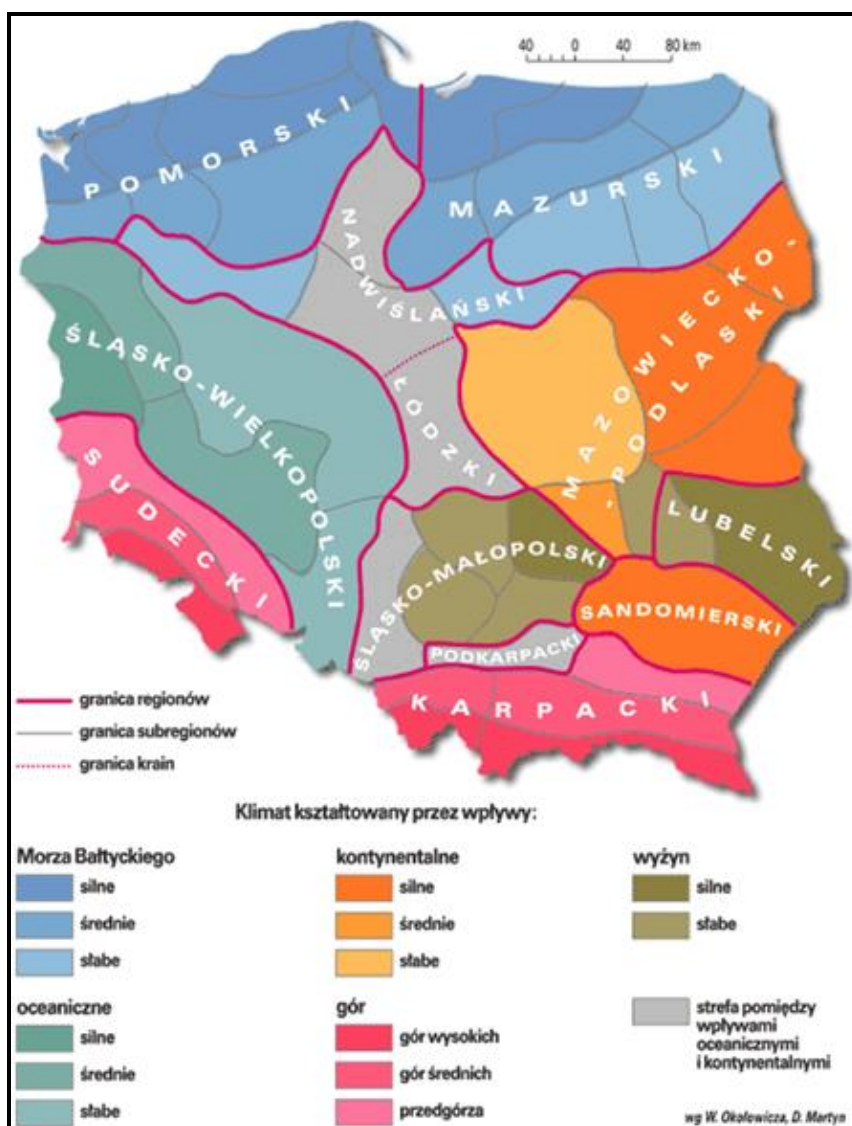 40 0 40 80 km
POMORSKI
MAZURSKI
NADWIŚLAŃSKI
MAZOWIECKO-
-PODLASKI
ŚLĄSKO-WIELKOPOLSKI
ŁÓDZKI
SUDECKI
LUBELSKI
ŚLĄSKO-MAŁOPOLSKI
SANDOMIERSKI
PODKARPACKI
KARPACKI
granica regionów
granica subregionów
granica krain
Klimat kształtowany przez wpływy:
Morza Bałtyckiego
silne
średnie
słabe
kontynentalne
silne
średnie
słabe
wyżyn
silne
słabe
oceaniczne
silne
średnie
słabe
gór
gór wysokich
gór średnich
przedgórza
strefa pomiędzy
wpływami
oceanicznymi
i kontynentalnymi
wg W. Okołowicza, D. Martyn